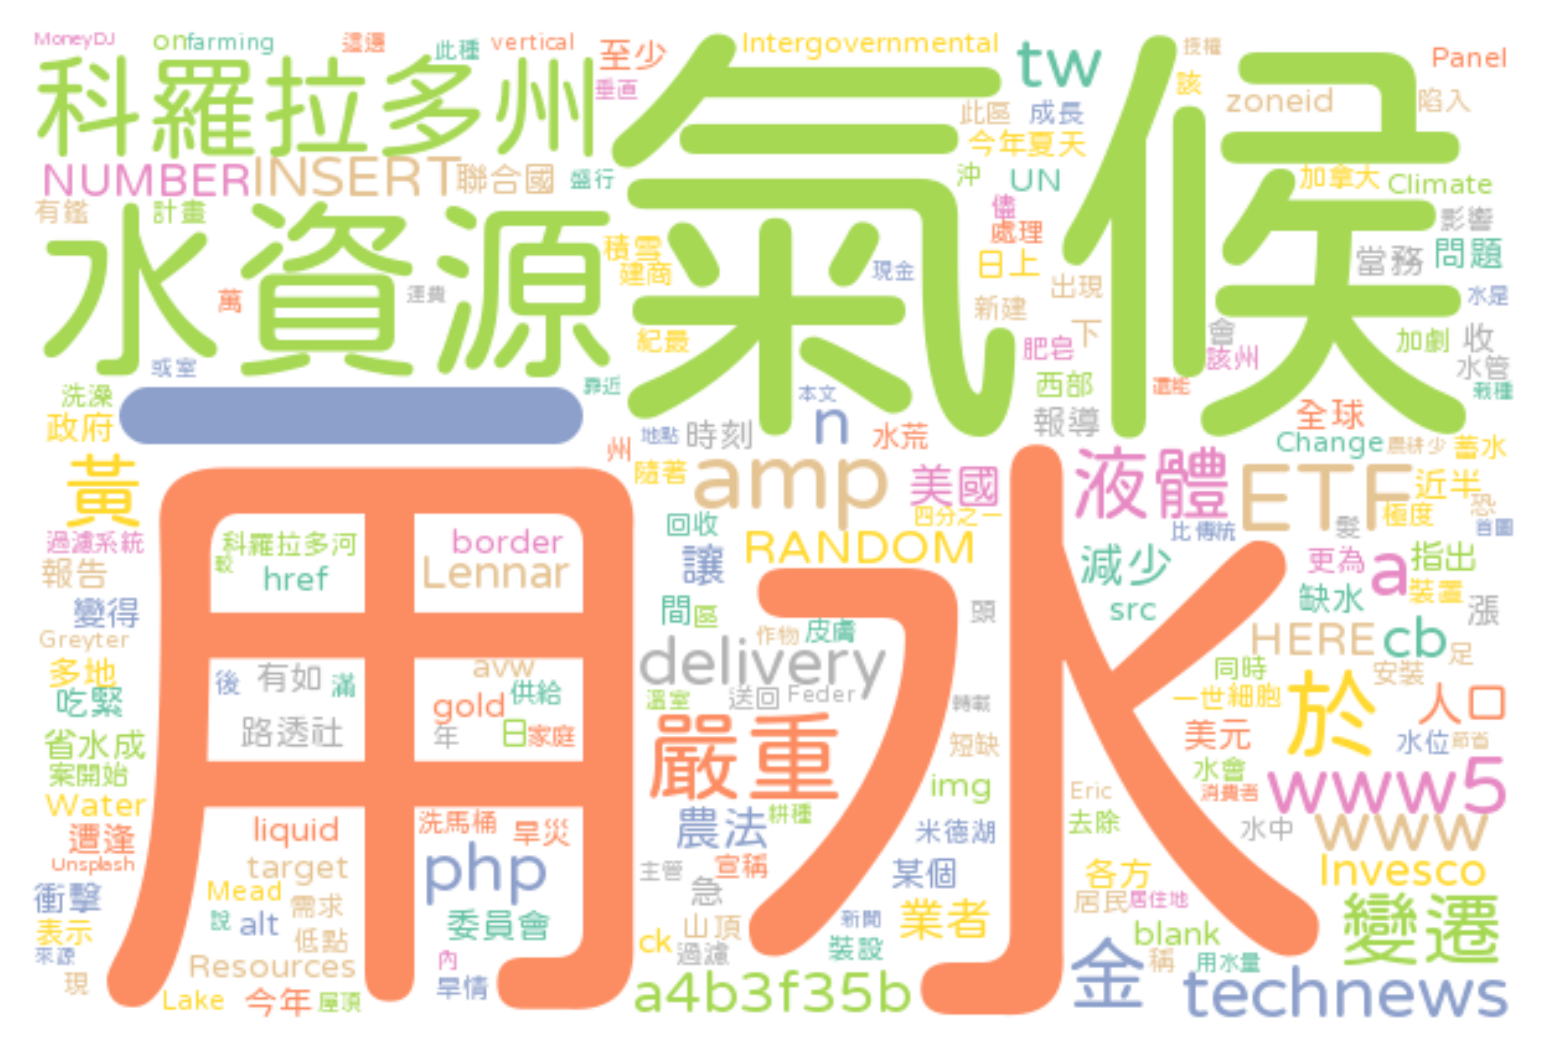 MoneyDJ on farming 這邊 此種 vertical 至少 Intergovernmental tw 授權 Panel
科羅拉多州 垂直 氣候 該 zoneid 陷入
此區 成長
今年夏天
NUMBER INSERT 聯合國 盛行 沖 UN 加拿大 Climate
有鑑 計畫 儘 影響
水資源 積雪 處理 當務 問題
建商 現金 日上 出現 水是
萬 運費 新建 下 會
紀最 肥皂 該州 加劇 收
或室 水管
洗澡 一 靠近 本文 西部 還能 栽種
政府 州 地點 時刻 n 水荒 報導 全球
Change 農耕 少 蓄水
黃 用水 隨著 amp 美國 液體 ETF 近半
回收 四分之一 比 傳統 髮 極度 恐 首圖
過濾系統 科羅拉多河 border 讓 RANDOM 減少 更為 a 指出
報告 較 href Lennar 缺水 裝置
變得 間 區 頭 src 漲
Greyter 作物 皮膚 HERE cb 足
多地 後 有如 滿 avw 供給 delivery 同時 安裝
吃緊 gold 溫室 送回 Feder 轉載 一世細胞 於 人口
省水成 路透社 年 日 家庭 嚴重 短缺 美元 水位 節省
案開始 水會
Water img Eric 消費者 www5
遭逢 liquid 洗馬桶 旱災 農法 耕種 米德湖 去除 水中 www
Unsplash target php 主管 宣稱 某個 各方 Invesco
衝擊 Mead 需求 急 居民 居住地
表示 說 alt 低點 委員會 山頂 新聞 業者 blank 變遷
來源 Resources 內 ck 過濾 裝設 金 稱 用水量
現 Lake 今年 屋頂 旱情 a4b3f35b technews